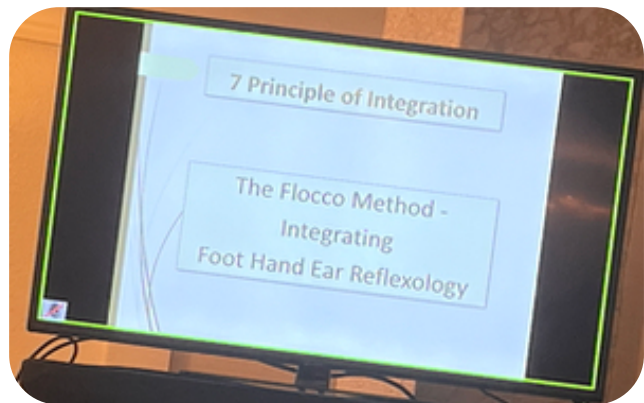 7 Principle of Integration
The Flocco Method -
Integrating
Foot Hand Ear Reflexology